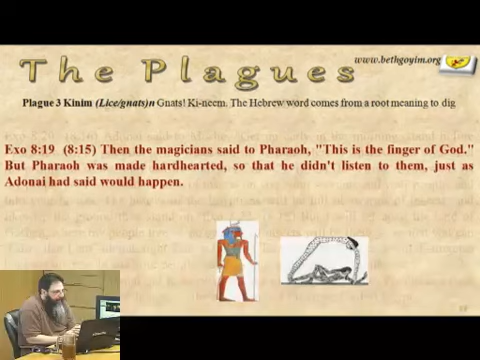 www.bethgoyim.org
The Plagues
Plague 3 Kinim (Lice/gnats)n Gnats! Ki-neem. The Hebrew word comes from a root meaning to dig
Exo 8:19 (8:15) Then the magicians said to Pharaoh, "This is the finger of God."
But Pharaoh was made hardhearted, so that he didn't listen to them, just as
Adonai had said would happen.